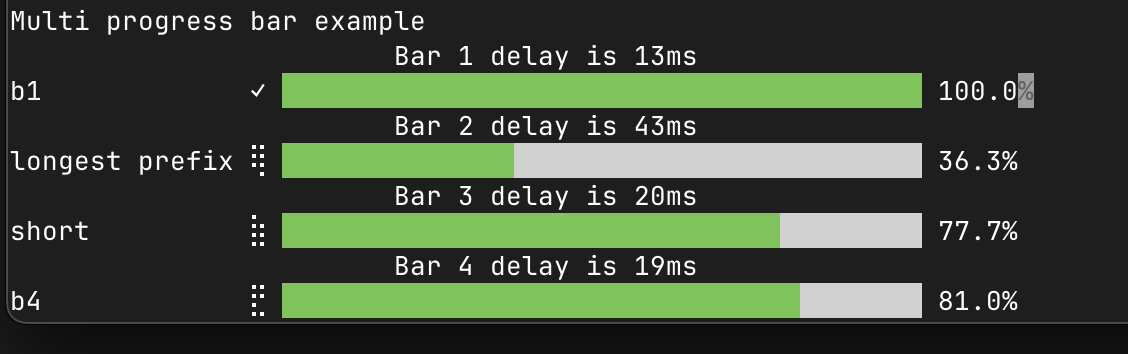 Multi progress bar example
Bar 1 delay is 13ms
b1 ✓ 100.0%
Bar 2 delay is 43ms
longest prefix 36.3%
Bar 3 delay is 20ms
short 77.7%
Bar 4 delay is 19ms
b4 81.0%